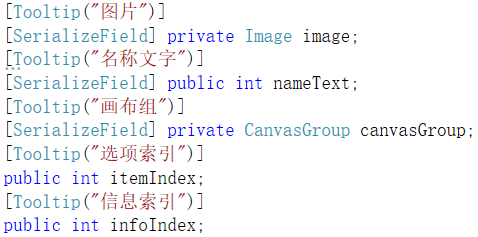 [Tooltip("图片")]
[SerializeField] private Image image;
[Tooltip("名称文字")]
[SerializeField] public int nameText;
[Tooltip("画布组")]
[SerializeField] private CanvasGroup canvasGroup;
[Tooltip("选项索引")]
public int itemIndex;
[Tooltip("信息索引")]
public int infoIndex;